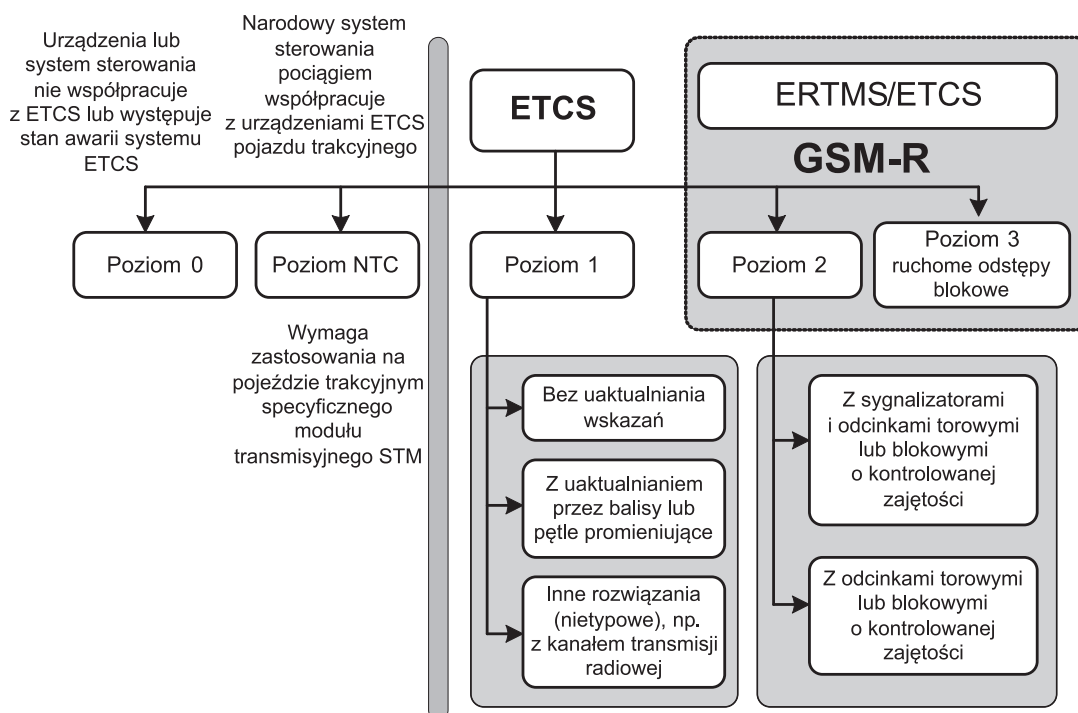 Urządzenia lub
system sterowania
nie współpracuje
z ETCS lub występuje
stan awarii systemu
ETCS
Narodowy system
sterowania
pociągiem
współpracuje
z urządzeniami ETCS
pojazdu trakcyjnego
ETCS
ERTMS/ETCS
GSM-R
Poziom 0
Poziom NTC
Poziom 1
Poziom 2
Poziom 3
ruchome odstępy
blokowe
Wymaga
zastosowania na
pojeździe trakcyjnym
specyficznego
modułu
transmisyjnego STM
Bez uaktualniania
wskazań
Z uaktualnianiem
przez balisy lub
pętle promieniujące
Inne rozwiązania
(nietypowe), np.
z kanałem transmisji
radiowej
Z sygnalizatorami
i odcinkami torowymi
lub blokowymi
o kontrolowanej
zajętości
Z odcinkami torowymi
lub blokowymi
o kontrolowanej
zajętości